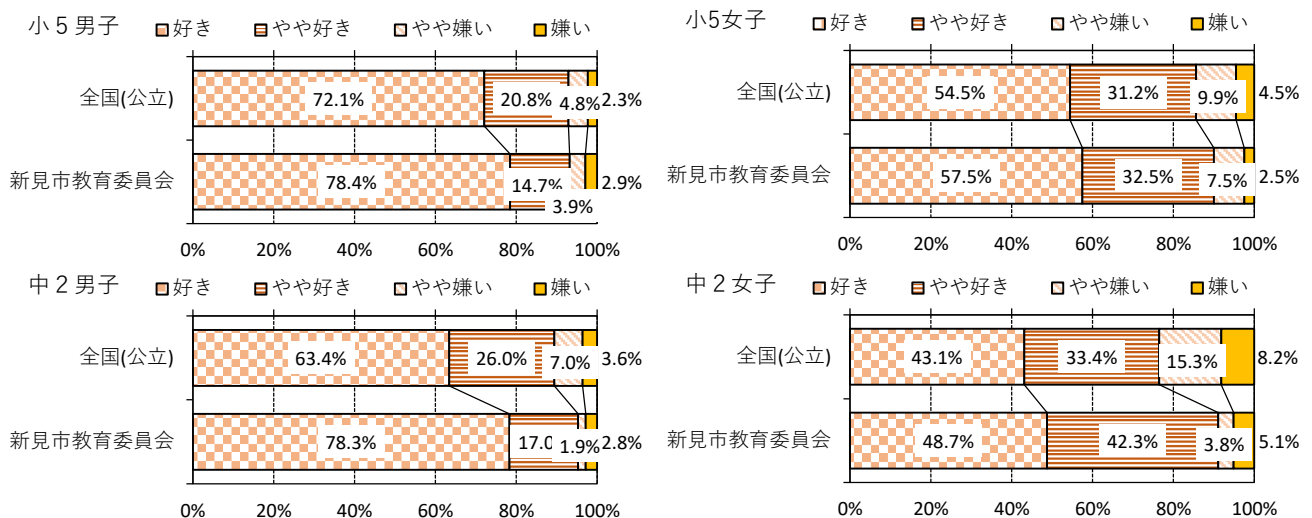 小５男子 好き やや好き やや嫌い 嫌い
全国(公立) 72.1% 20.8% 4.8% 2.3%
新見市教育委員会 78.4% 14.7% 3.9% 2.9%
0% 20% 40% 60% 80% 100%
小5女子 好き やや好き やや嫌い 嫌い
全国(公立) 54.5% 31.2% 9.9% 4.5%
新見市教育委員会 57.5% 32.5% 7.5% 2.5%
0% 20% 40% 60% 80% 100%
中２男子 好き やや好き やや嫌い 嫌い
全国(公立) 63.4% 26.0% 7.0% 3.6%
新見市教育委員会 78.3% 17.0 1.9% 2.8%
0% 20% 40% 60% 80% 100%
中２女子 好き やや好き やや嫌い 嫌い
全国(公立) 43.1% 33.4% 15.3% 8.2%
新見市教育委員会 48.7% 42.3% 3.8% 5.1%
0% 20% 40% 60% 80% 100%